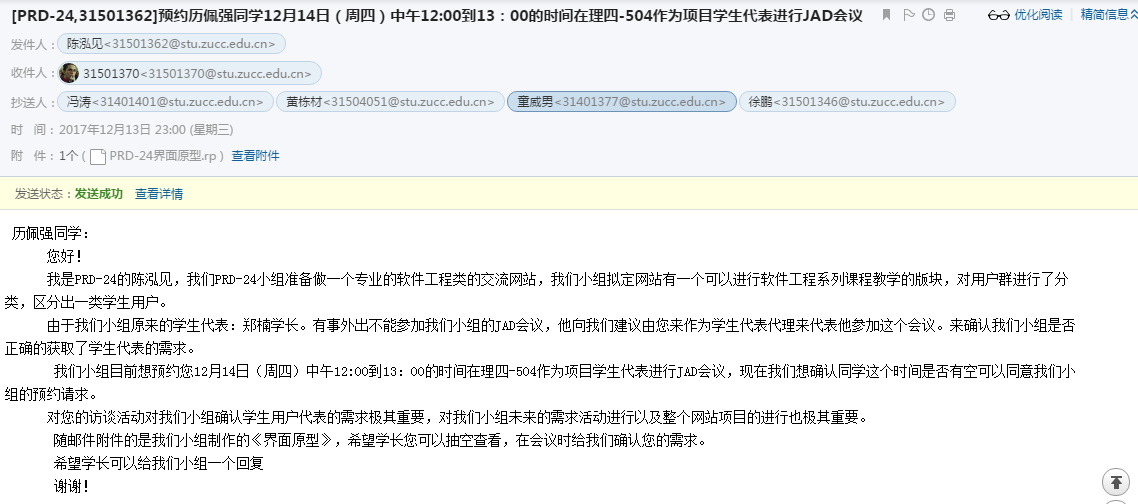 [PRD-24,31501362]预约历佩强同学12月14日（周四）中午12:00到13：00的时间在理四-504作为项目学生代表进行JAD会议 优化阅读 精简信息
发件人：陈泓见<31501362@stu.zucc.edu.cn>
收件人：31501370<31501370@stu.zucc.edu.cn>
抄送人：冯涛<31401401@stu.zucc.edu.cn> 黄栋材<31504051@stu.zucc.edu.cn> 童威男<31401377@stu.zucc.edu.cn> 徐鹏<31501346@stu.zucc.edu.cn>
时 间：2017年12月13日 23:00 (星期三)
附 件：1个 ( PRD-24界面原型.rp ) 查看附件
发送状态：发送成功 查看详情
历佩强同学：
您好！
我是PRD-24的陈泓见，我们PRD-24小组准备做一个专业的软件工程类的交流网站，我们小组拟定网站有一个可以进行软件工程系列课程教学的版块，对用户群进行了分
类，区分出一类学生用户。
由于我们小组原来的学生代表：郑楠学长。有事外出不能参加我们小组的JAD会议，他向我们建议由您来作为学生代表代理来代表他参加这个会议。来确认我们小组是否
正确的获取了学生代表的需求。
我们小组目前想预约您12月14日（周四）中午12:00到13：00的时间在理四-504作为项目学生代表进行JAD会议，现在我们想确认同学这个时间是否有空可以同意我们小
组的预约请求。
对您的访谈活动对我们小组确认学生用户代表的需求极其重要，对我们小组未来的需求活动进行以及整个网站项目的进行也极其重要。
随邮件附件的是我们小组制作的《界面原型》，希望学长您可以抽空查看，在会议时给我们确认您的需求。
希望学长可以给我们小组一个回复
谢谢！